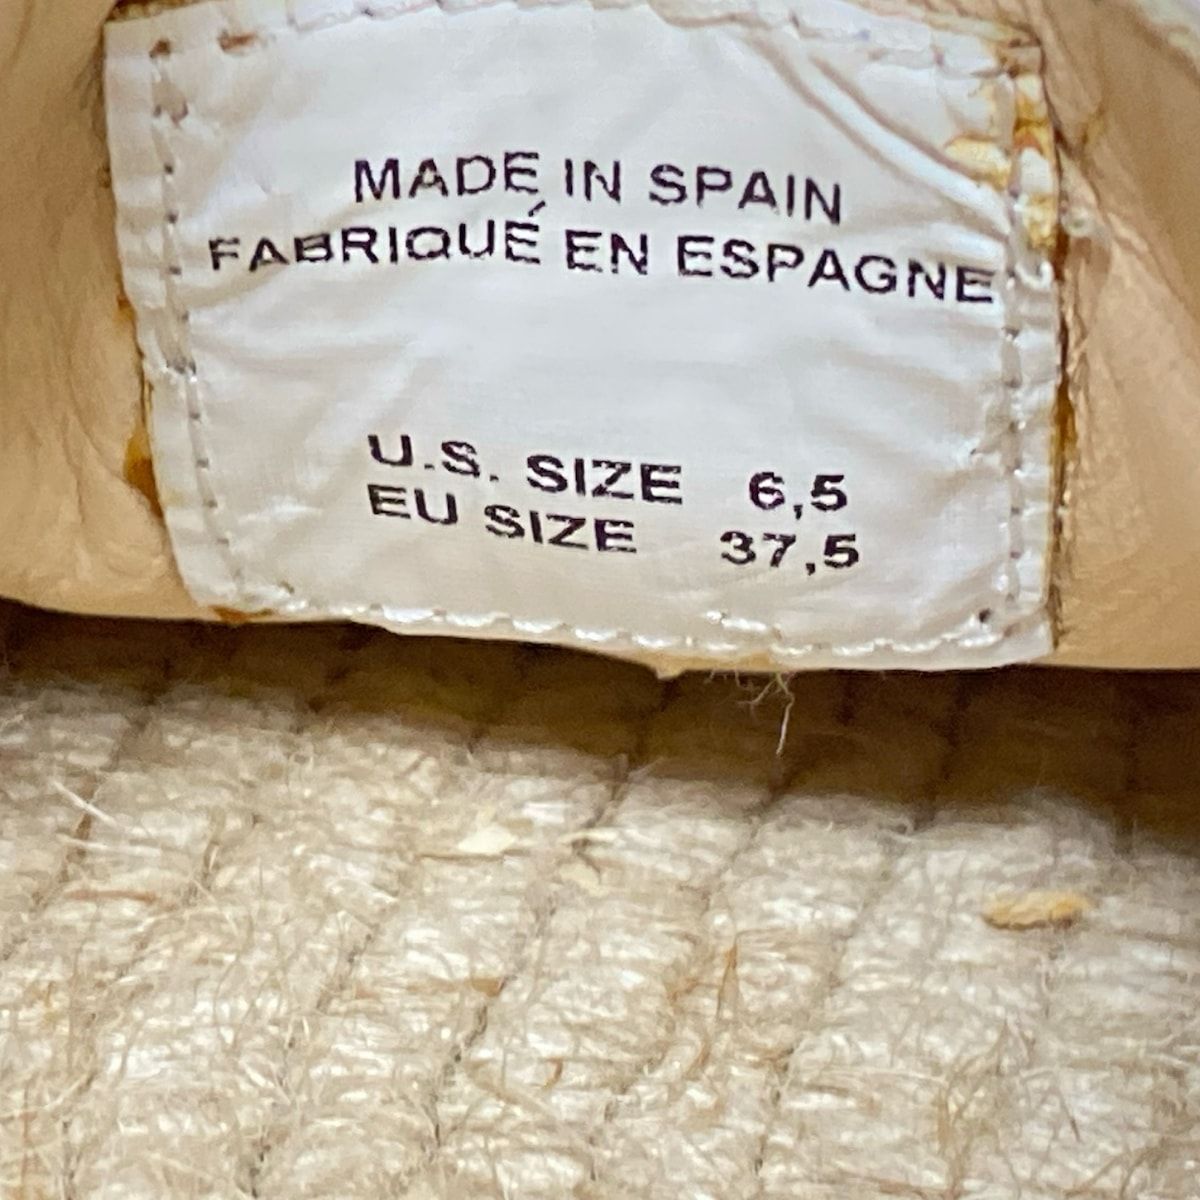 MADE IN SPAIN
FABRIQUÉ EN ESPAGNE
U.S. SIZE 6,5
EU SIZE 37,5